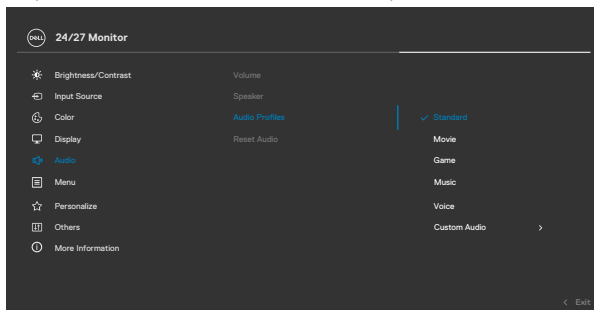 DELL 24/27 Monitor
Brightness/Contrast
Volume
Input Source
Speaker
Color
Audio Profiles
Standard
Display
Reset Audio
Movie
Audio
Game
Menu
Music
Personalize
Voice
Others
Custom Audio >
More Information
< Exit